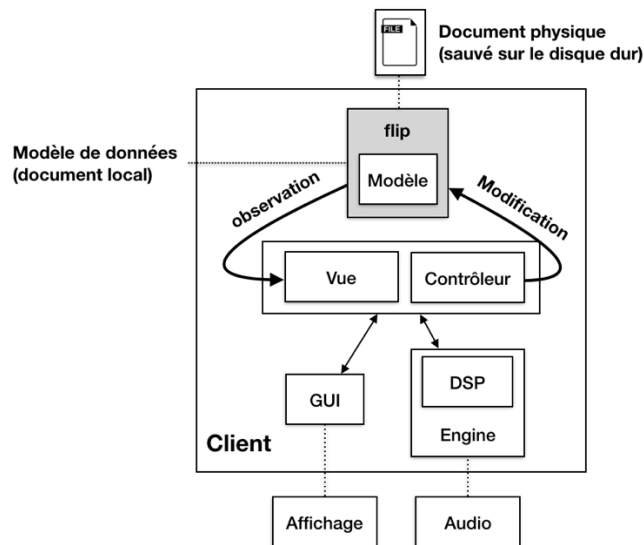 FILE
Document physique
(sauvé sur le disque dur)
flip
Modèle de données
(document local)
Modèle
observation
Modification
Vue
Contrôleur
GUI
DSP
Engine
Client
Affichage
Audio